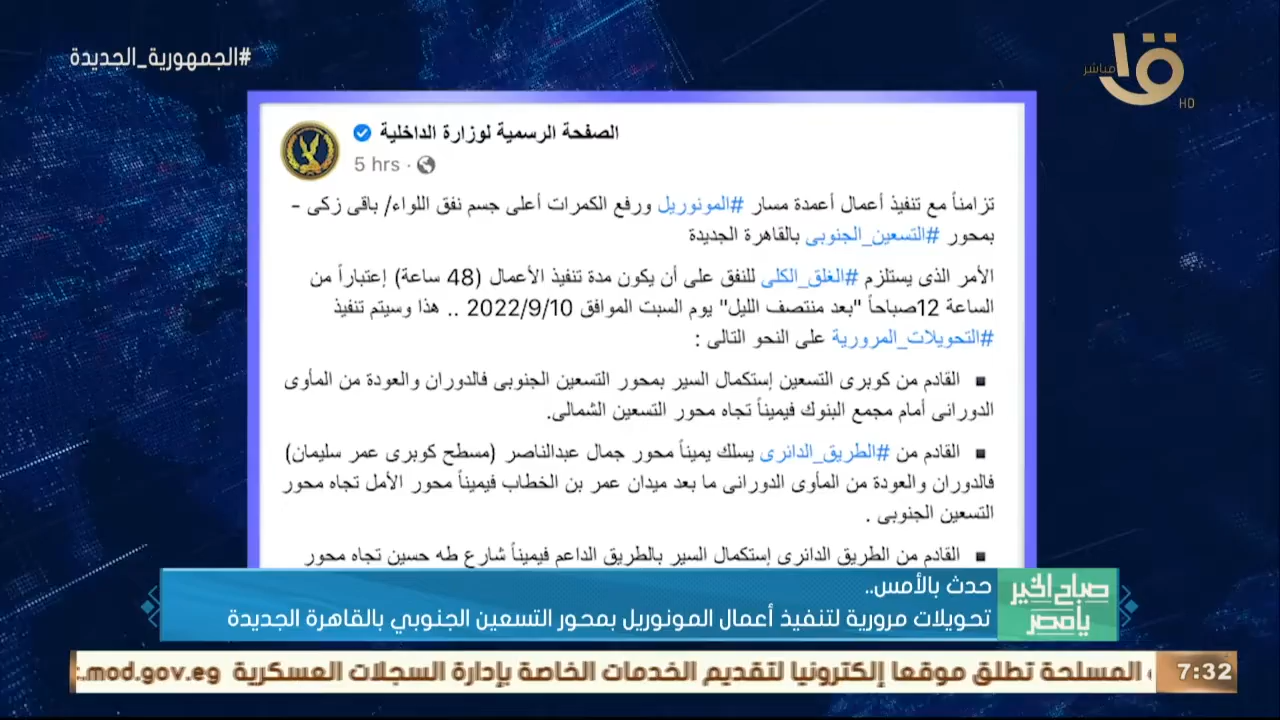 #الجمهورية_الجديدة
مباشر
HD
الصفحة الرسمية لوزارة الداخلية
5 hrs ·
تزامناً مع تنفيذ أعمال أعمدة مسار #المونوريل ورفع الكمرات أعلى جسم نفق اللواء/ باقى زكى -
بمحور #التسعين_الجنوبى بالقاهرة الجديدة
الأمر الذى يستلزم #الغلق_الكلى للنفق على أن يكون مدة تنفيذ الأعمال (48 ساعة) إعتباراً من
الساعة 12صباحاً "بعد منتصف الليل" يوم السبت الموافق 2022/9/10 .. هذا وسيتم تنفيذ
#التحويلات_المرورية على النحو التالى :
▪ القادم من كوبرى التسعين إستكمال السير بمحور التسعين الجنوبى فالدوران والعودة من المأوى
الدورانى أمام مجمع البنوك فيميناً تجاه محور التسعين الشمالى.
▪ القادم من #الطريق_الدائرى يسلك يميناً محور جمال عبدالناصر (مسطح كوبرى عمر سليمان)
فالدوران والعودة من المأوى الدورانى ما بعد ميدان عمر بن الخطاب فيميناً محور الأمل تجاه محور
التسعين الجنوبى .
▪ القادم من الطريق الدائرى إستكمال السير بالطريق الداعم فيميناً شارع طه حسين تجاه محور
صباح الخير
يا مصر
حدث بالأمس..
تحويلات مرورية لتنفيذ أعمال المونوريل بمحور التسعين الجنوبي بالقاهرة الجديدة
7:32
المسلحة تطلق موقعا إلكترونيا لتقديم الخدمات الخاصة بإدارة السجلات العسكرية .mod.gov.eg